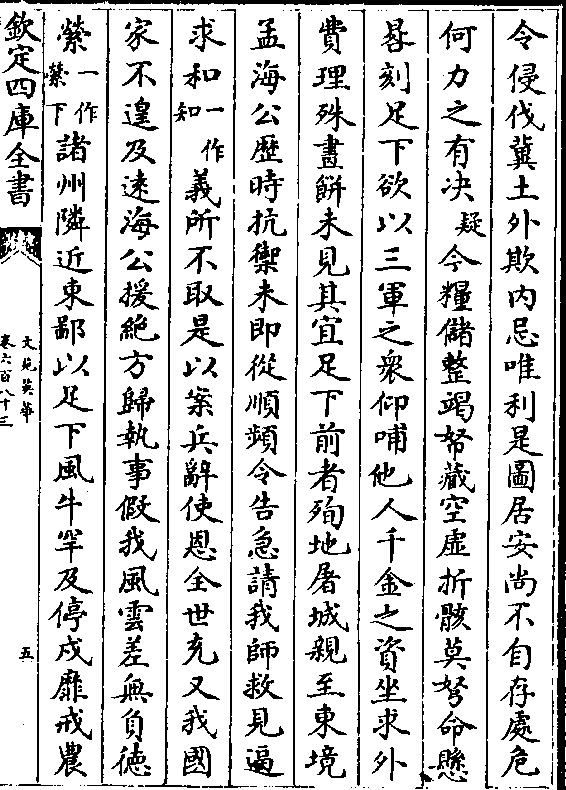 令侵伐冀土外欺内忌唯利是圖居安尚不自存處危
何力之有决疑今糧儲整竭帑藏空虛折骸莫弩命懸
晷刻足下欲以三軍之衆仰哺他人千金之資坐求外
費理殊畫餅未見其宜足下前者殉地屠城親至東境
孟海公歴時抗禦未即從順頻令告急請我師救見逼
求和一作知義所不取是以案兵辭使恩全世充又我國
家不遑及逺海公援絶方歸執事假我風雲差無負徳
縈一作蘂下諸州隣近東鄙以足下風牛罕及停戍靡戒農
欽定四庫全書
文苑英華
卷六百八十三
五